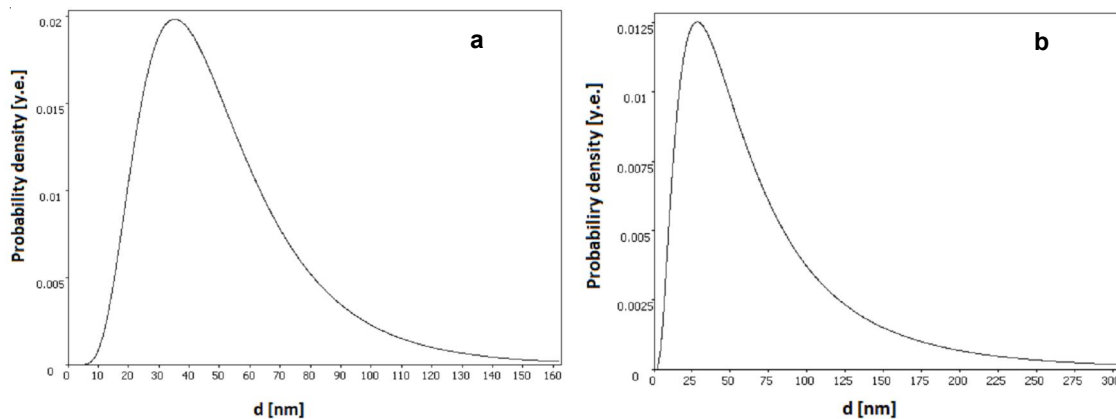 a
Probability density [y.e.]
0.02
0.015
0.01
0.005
0
0 10 20 30 40 50 60 70 80 90 100 110 120 130 140 150 160
d [nm]
b
Probabiliry density [y.e.]
0.0125
0.01
0.0075
0.005
0.0025
0
0 25 50 75 100 125 150 175 200 225 250 275 300
d [nm]